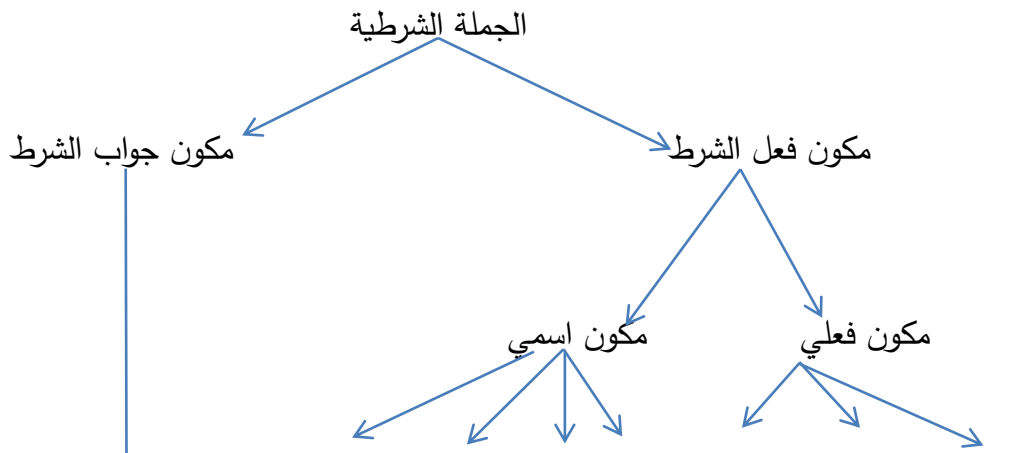 الجملة الشرطية
مكون فعل الشرط مكون جواب الشرط
مكون فعلي مكون اسمي